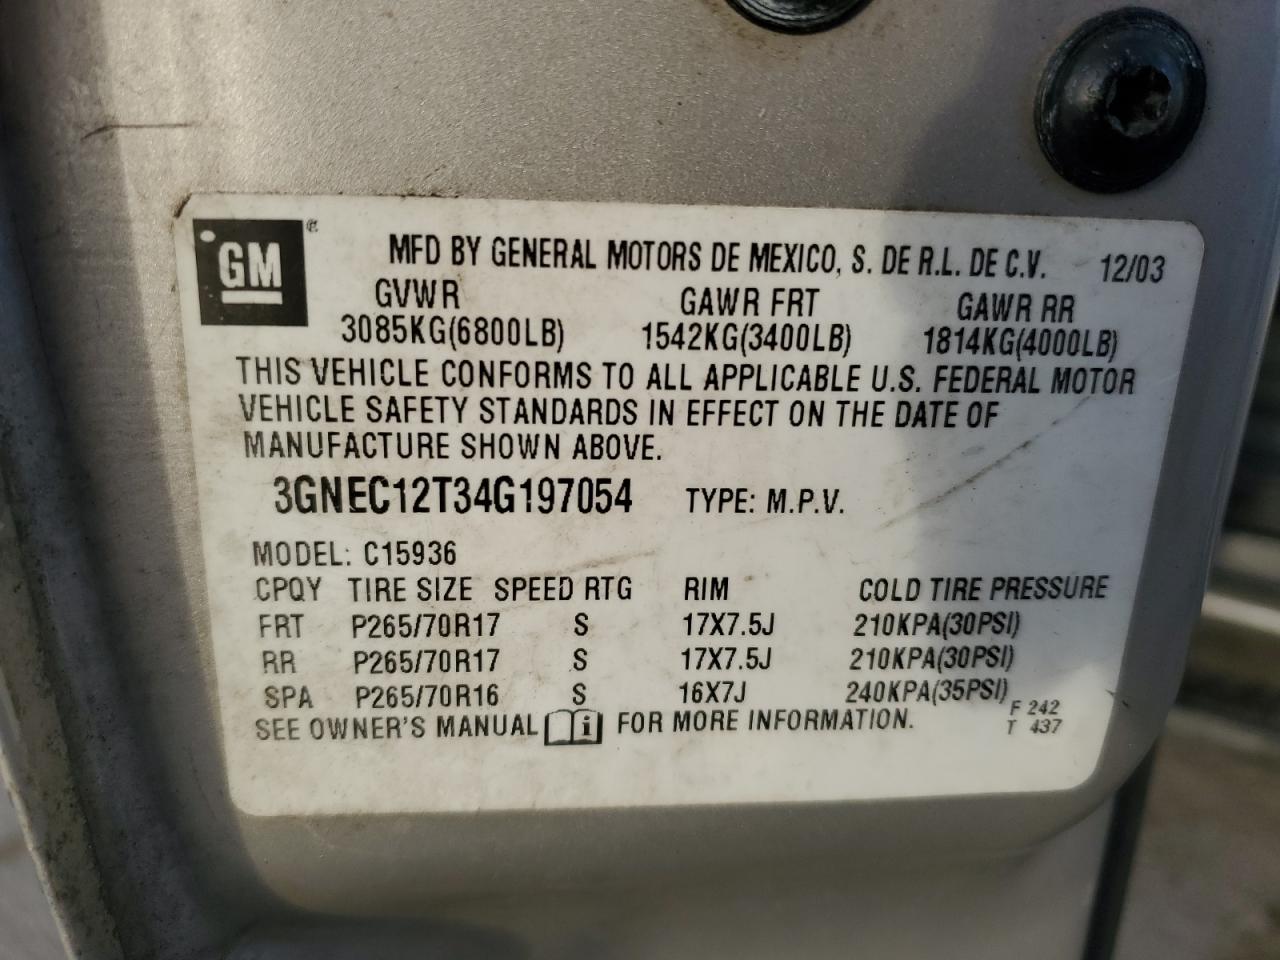 GM
MFD BY GENERAL MOTORS DE MEXICO, S. DE R.L. DE C.V. 12/03
GVWR GAWR FRT GAWR RR
3085KG(6800LB) 1542KG(3400LB) 1814KG(4000LB)
THIS VEHICLE CONFORMS TO ALL APPLICABLE U.S. FEDERAL MOTOR
VEHICLE SAFETY STANDARDS IN EFFECT ON THE DATE OF
MANUFACTURE SHOWN ABOVE.
3GNEC12T34G197054 TYPE: M.P.V.
MODEL: C15936
CPQY TIRE SIZE SPEED RTG RIM COLD TIRE PRESSURE
FRT P265/70R17 S 17X7.5J 210KPA(30PSI)
RR P265/70R17 S 17X7.5J 210KPA(30PSI)
SPA P265/70R16 S 16X7J 240KPA(35PSI)
F 242
SEE OWNER'S MANUAL i FOR MORE INFORMATION. T 437